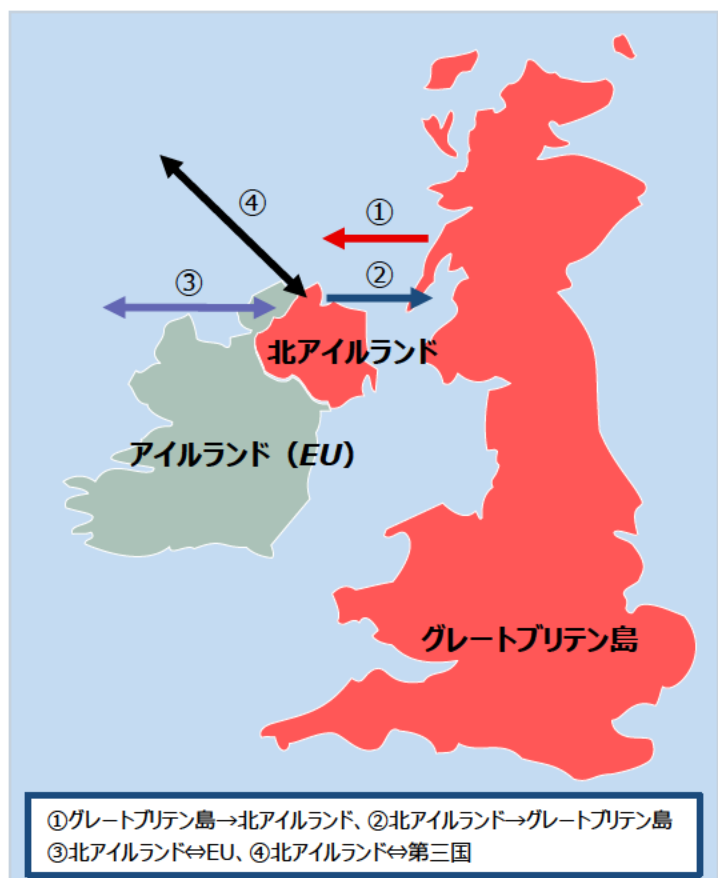 ④
①
③
②
北アイルランド
アイルランド（EU）
グレートブリテン島
①グレートブリテン島→北アイルランド、②北アイルランド→グレートブリテン島
③北アイルランド⇔EU、④北アイルランド⇔第三国